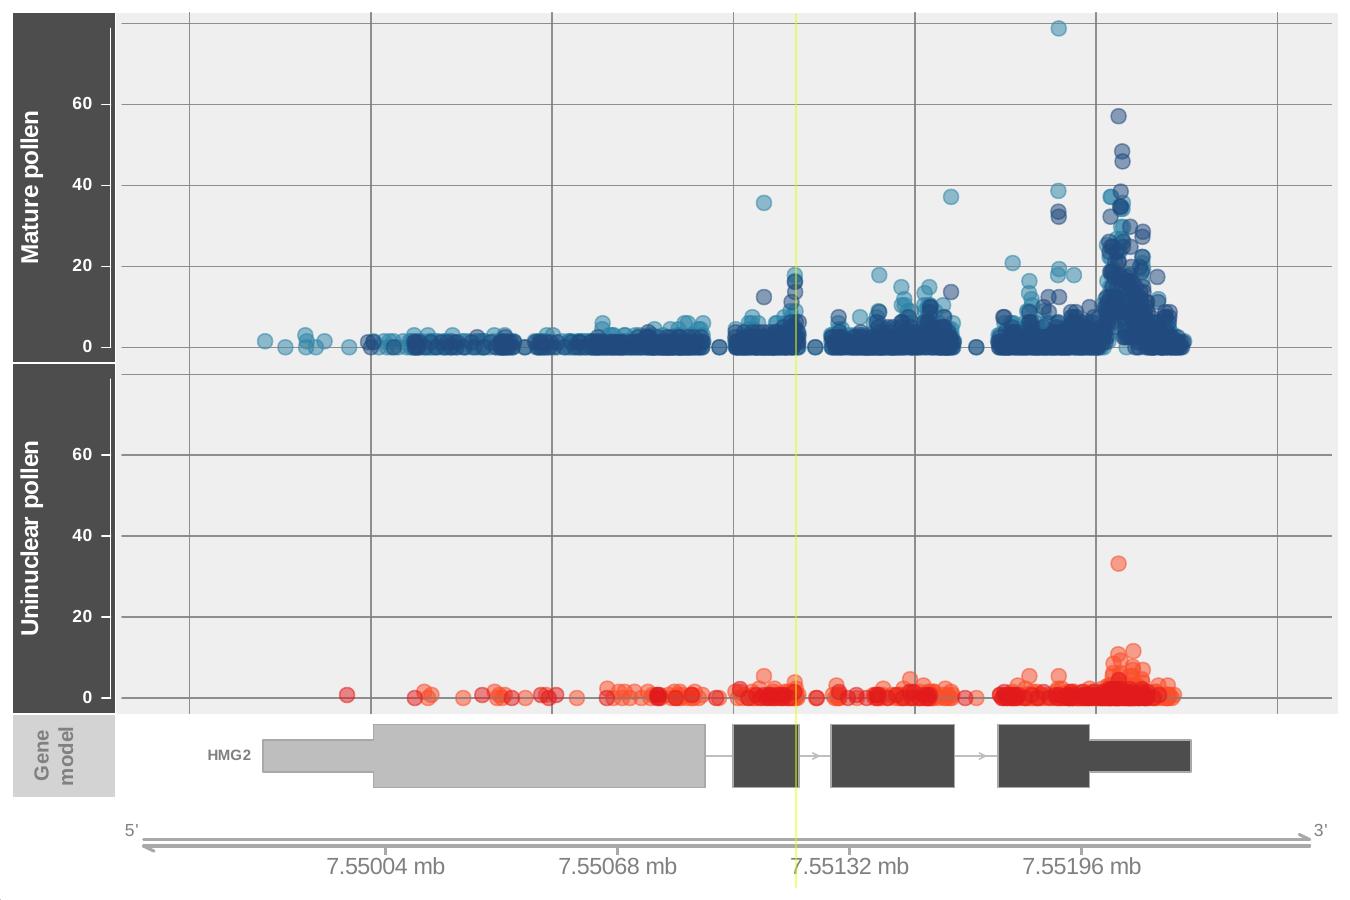 Mature pollen
60
40
20
0
Uninuclear pollen
60
40
20
0
Gene
model
HMG2
5'
3'
7.55004 mb
7.55068 mb
7.55132 mb
7.55196 mb